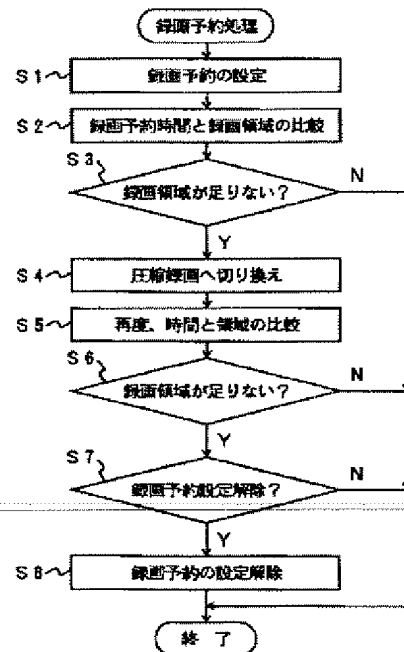 録画予約処理
S1 録画予約の設定
S2 録画予約時間と録画領域の比較
S3
録画領域が足りない？ N
Y
S4 圧縮録画へ切り換え
S5 再度、時間と領域の比較
S6
録画領域が足りない？ N
Y
S7
録画予約設定解除？ N
Y
S8 録画予約の設定解除
終 了